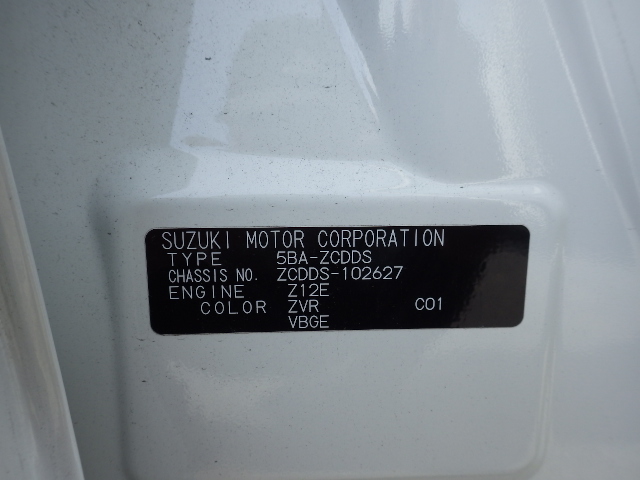 SUZUKI MOTOR CORPORATION
TYPE 5BA-ZCDDS
CHASSIS NO. ZCDDS-102627
ENGINE Z12E
COLOR ZVR C01
VBGE